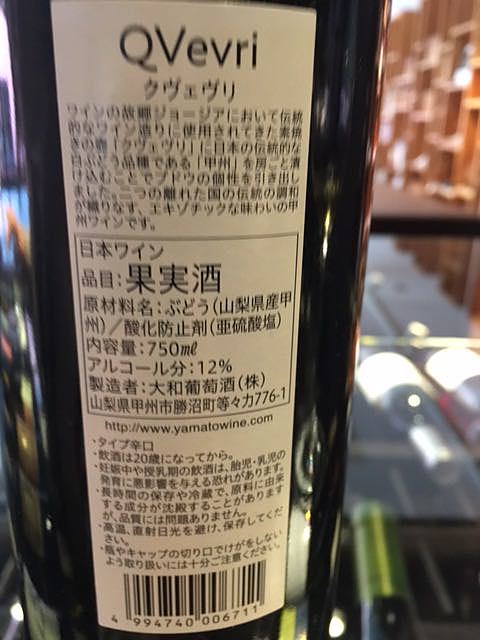 QVevri
クヴェヴリ
ワインの故郷ジョージアにおいて伝統
的なワイン造りに使用されてきた素焼
きの壺「クヴェヴリ」に日本の伝統的な
白ぶどう品種である「甲州」を房ごと漬
け込むことでブドウの個性を引き出し
ました。二つの離れた国の伝統の調和
が織りなす、エキゾチックな味わいの甲
州ワインです。
日本ワイン
品目:果実酒
原材料名:ぶどう(山梨県産甲
州)/酸化防止剤(亜硫酸塩)
内容量:750㎖
アルコール分:12%
製造者:大和葡萄酒(株)
山梨県甲州市勝沼町等々力776-1
http://www.yamatowine.com
・タイプ辛口
・飲酒は20歳になってから。
・妊娠中や授乳期の飲酒は、胎児・乳児の
発育に悪影響を与える恐れがあります。
・長時間の保存や冷蔵で、原料に由来
する成分が沈殿することがあります
が、品質には問題ありません。
・高温、直射日光を避け、保存してくだ
さい。
・瓶やキャップの切り口でけがをしない
よう取り扱いには十分ご注意ください。
4 994740 006711